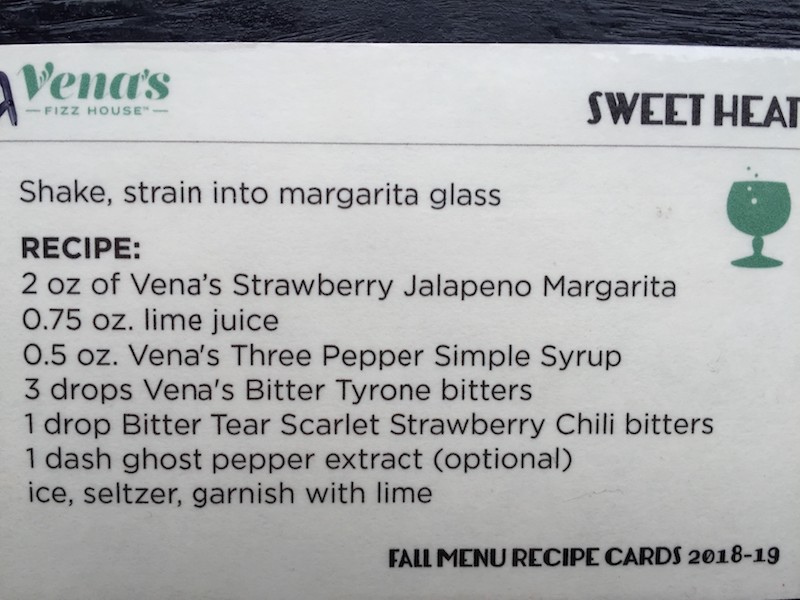 Vena's
FIZZ HOUSE™
SWEET HEAT
Shake, strain into margarita glass
RECIPE:
2 oz of Vena's Strawberry Jalapeno Margarita
0.75 oz. lime juice
0.5 oz. Vena's Three Pepper Simple Syrup
3 drops Vena's Bitter Tyrone bitters
1 drop Bitter Tear Scarlet Strawberry Chili bitters
1 dash ghost pepper extract (optional)
ice, seltzer, garnish with lime
FALL MENU RECIPE CARDS 2018-19